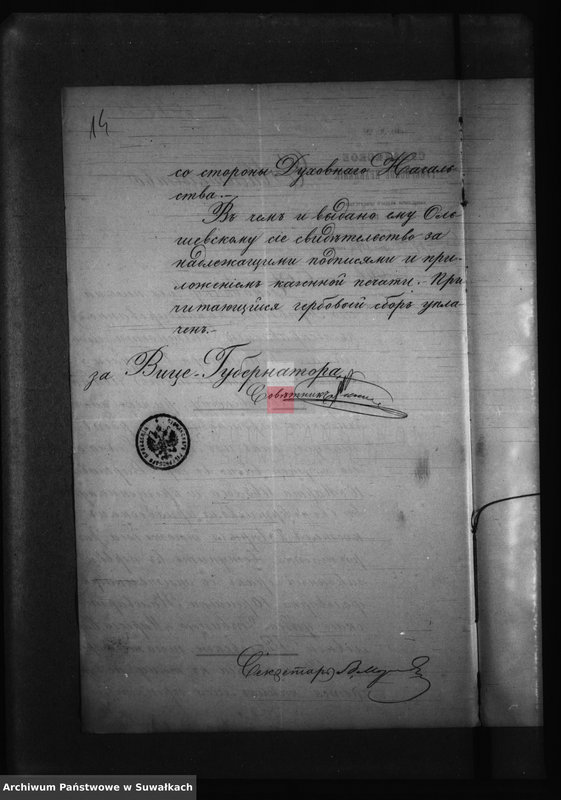 14
со стороны Духовнаго Началь
ства.-
Въ чемъ и выдано ему Оль
шевскому сіе свидѣтельство за
надлежащими подписями и при-
ложеніемъ казенной печати. При
читающійся гербовый сборъ упла
ченъ.-
за Вице-Губернатора,
Совѣтникъ
Секретарь
Archiwum Państwowe w Suwałkach